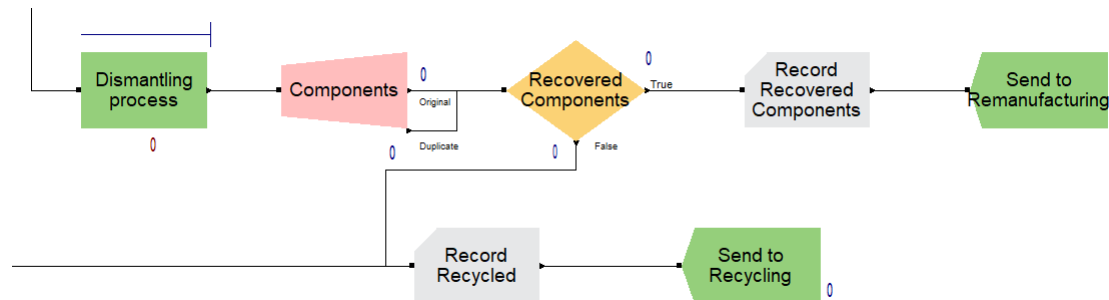 Dismantling
process
0
Components
0
Original
Duplicate
0
Recovered
Components
0
True
0
False
Record
Recovered
Components
Send to
Remanufacturing
Record
Recycled
Send to
Recycling
0